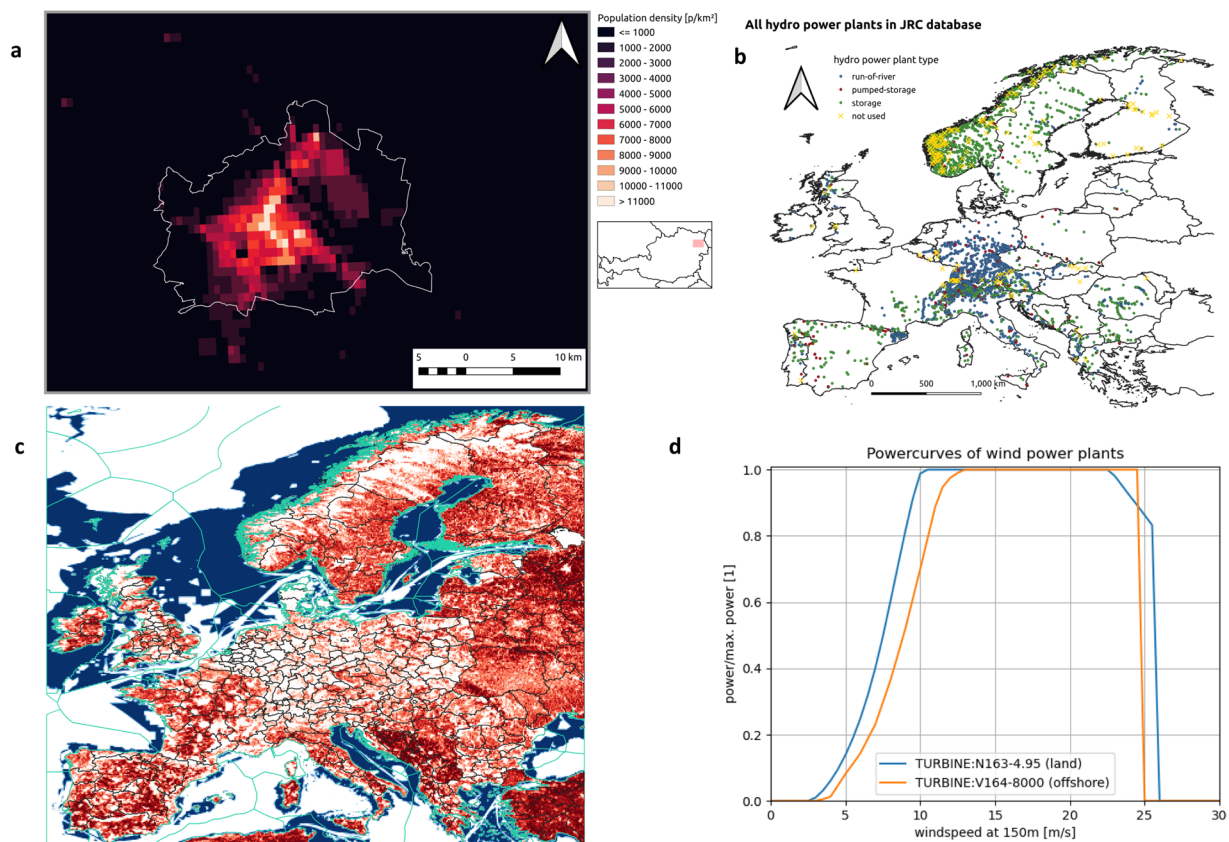 a
Population density [p/km²]
<= 1000
1000 - 2000
2000 - 3000
3000 - 4000
4000 - 5000
5000 - 6000
6000 - 7000
7000 - 8000
8000 - 9000
9000 - 10000
10000 - 11000
> 11000
5 0 5 10 km
All hydro power plants in JRC database
b
hydro power plant type
run-of-river
pumped-storage
storage
not used
0 500 1,000 km
c
d
Powercurves of wind power plants
power/max. power [1]
1.0
0.8
0.6
0.4
0.2
0.0
TURBINE:N163-4.95 (land)
TURBINE:V164-8000 (offshore)
0 5 10 15 20 25 30
windspeed at 150m [m/s]